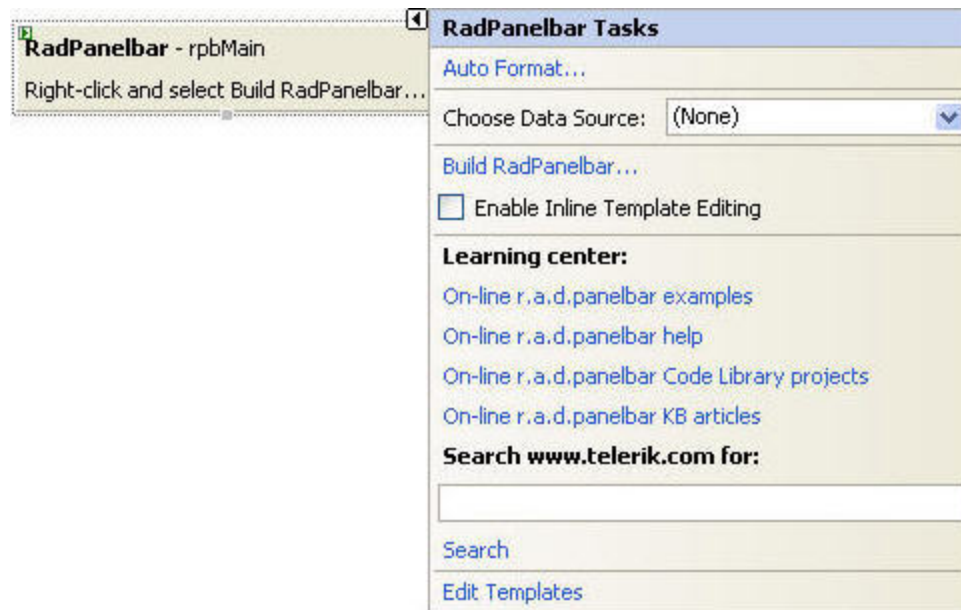 RadPanelbar - rpbMain
Right-click and select Build RadPanelbar...
RadPanelbar Tasks
Auto Format...
Choose Data Source: (None)
Build RadPanelbar...
Enable Inline Template Editing
Learning center:
On-line r.a.d.panelbar examples
On-line r.a.d.panelbar help
On-line r.a.d.panelbar Code Library projects
On-line r.a.d.panelbar KB articles
Search www.telerik.com for:
Search
Edit Templates